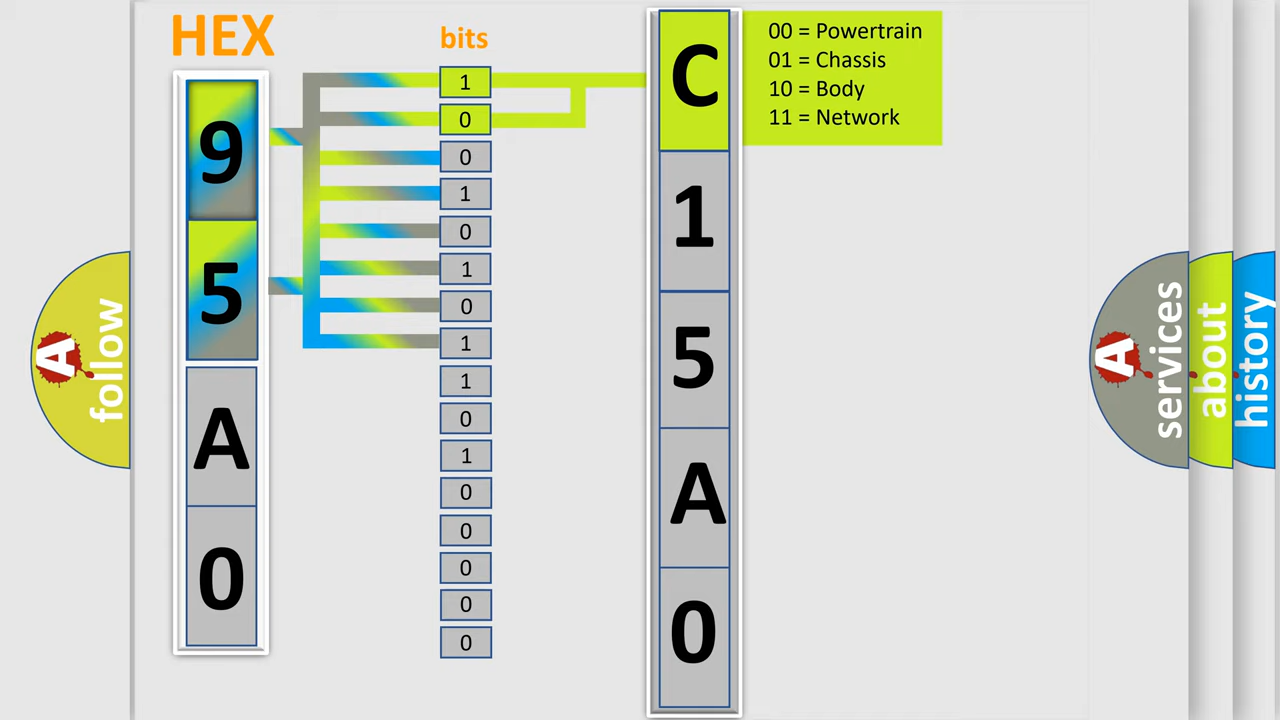 HEX
bits
9
5
A
0
1
0
0
1
0
1
0
1
1
0
1
0
0
0
0
0
C
1
5
A
0
00 = Powertrain
01 = Chassis
10 = Body
11 = Network
A follow
A services
about
history